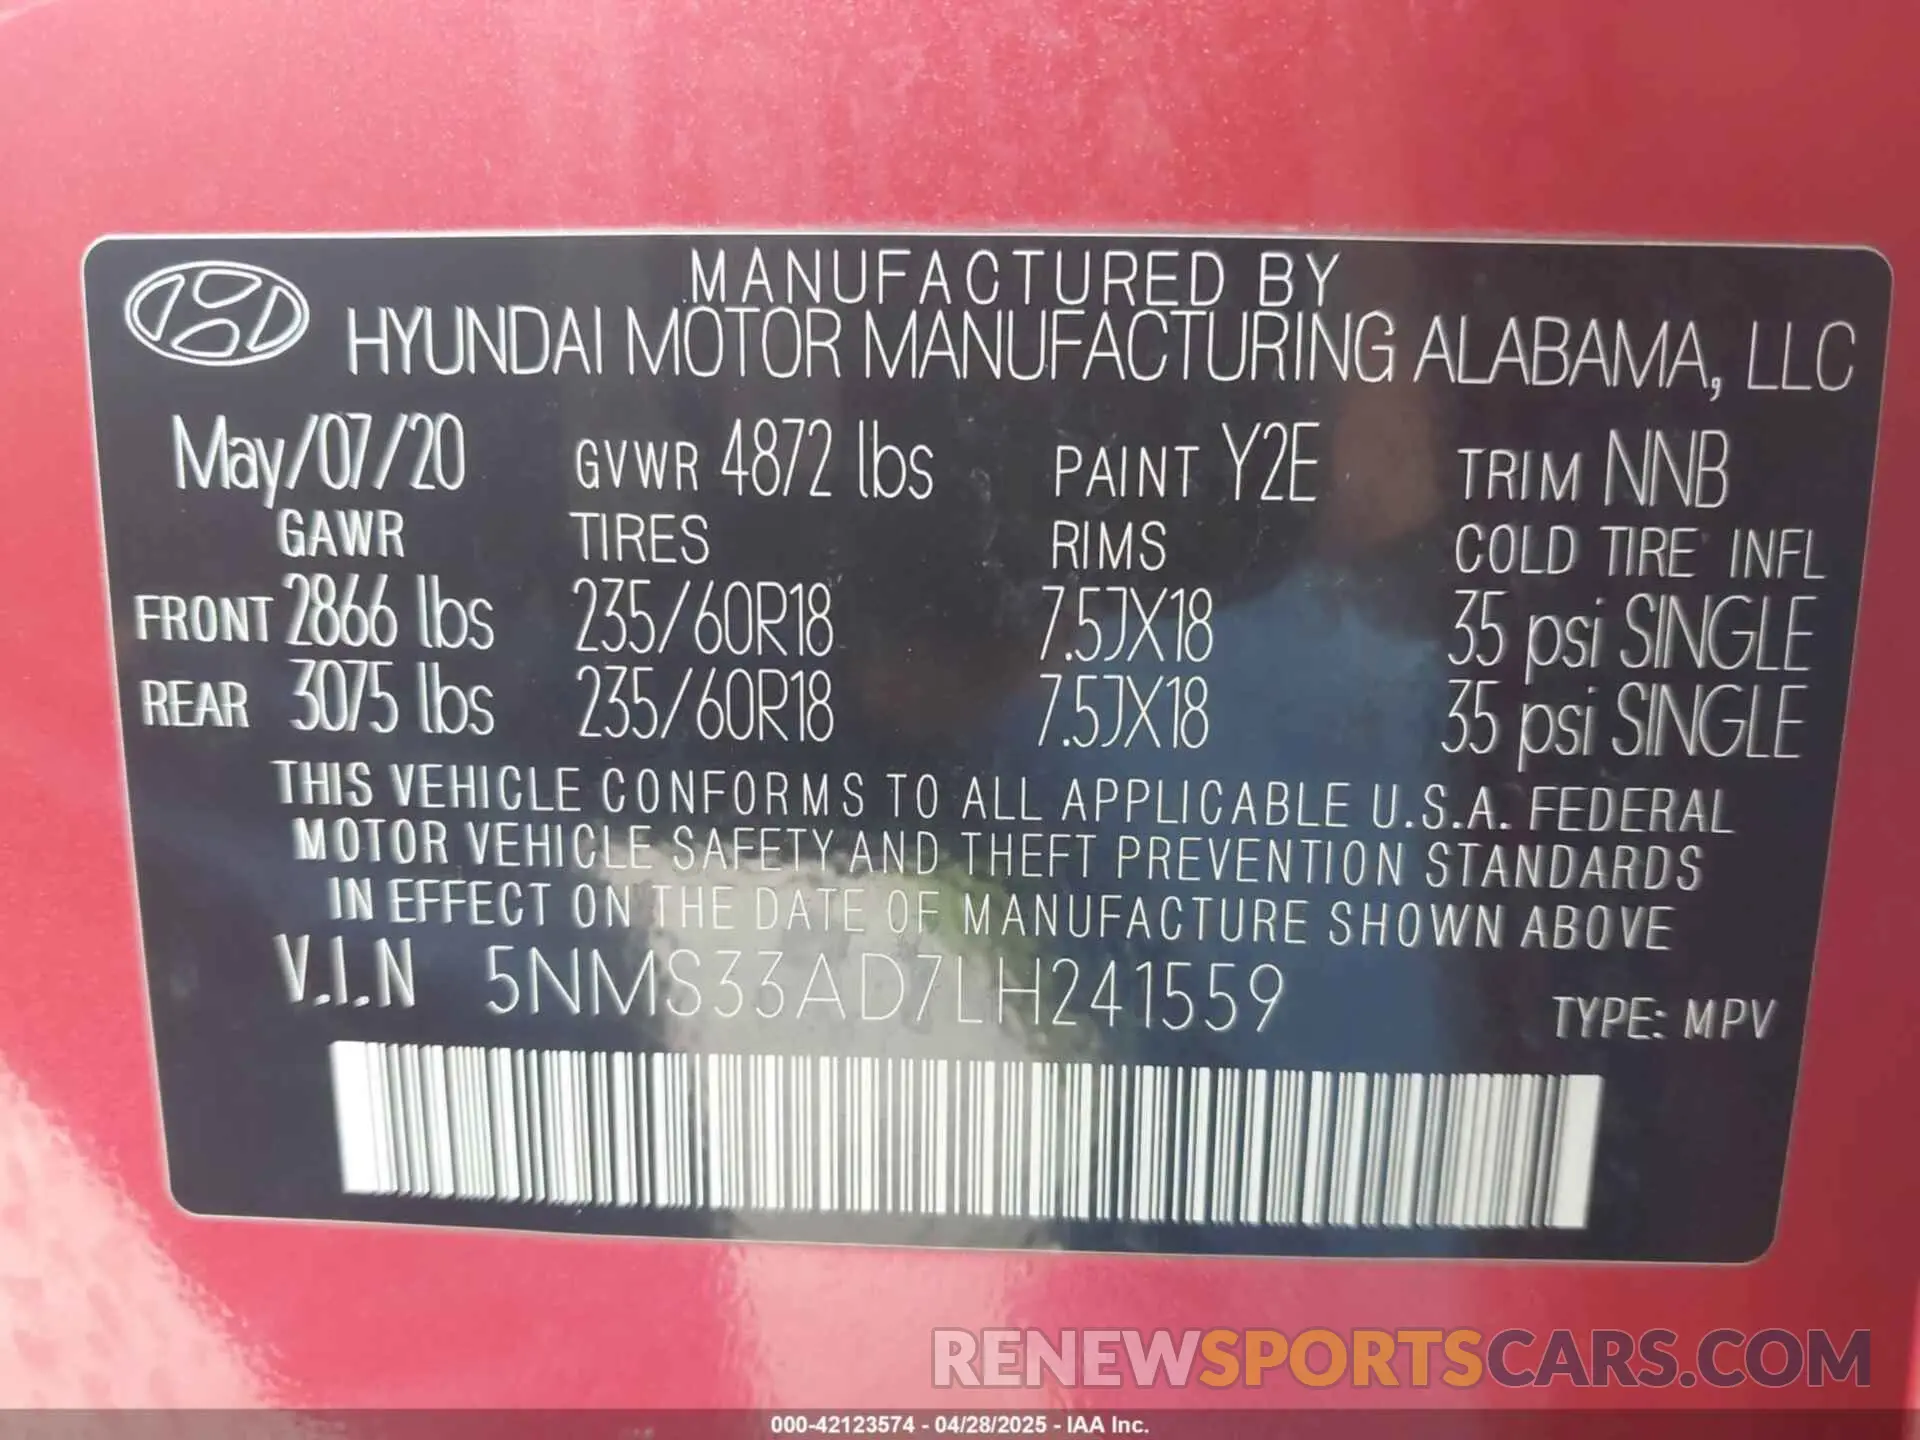 MANUFACTURED BY
HYUNDAI MOTOR MANUFACTURING ALABAMA, LLC
May/07/20 GVWR 4872 lbs PAINT Y2E TRIM NNB
GAWR TIRES RIMS COLD TIRE INFL
FRONT 2866 lbs 235/60R18 7.5JX18 35 psi SINGLE
REAR 3075 lbs 235/60R18 7.5JX18 35 psi SINGLE
THIS VEHICLE CONFORMS TO ALL APPLICABLE U.S.A. FEDERAL
MOTOR VEHICLE SAFETY AND THEFT PREVENTION STANDARDS
IN EFFECT ON THE DATE OF MANUFACTURE SHOWN ABOVE
V.I.N 5NMS33AD7LH241559 TYPE: MPV
RENEWSPORTSCARS.COM
000-42123574 - 04/28/2025 - IAA Inc.